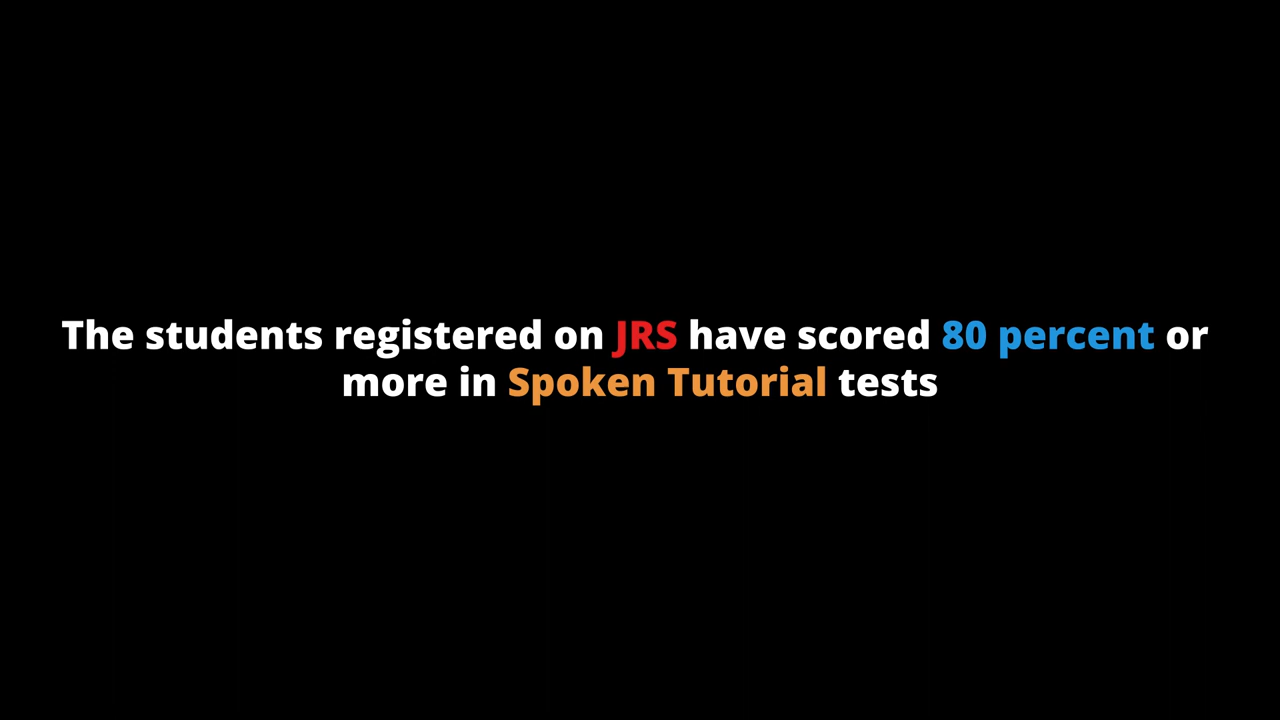 The students registered on JRS have scored 80 percent or
more in Spoken Tutorial tests